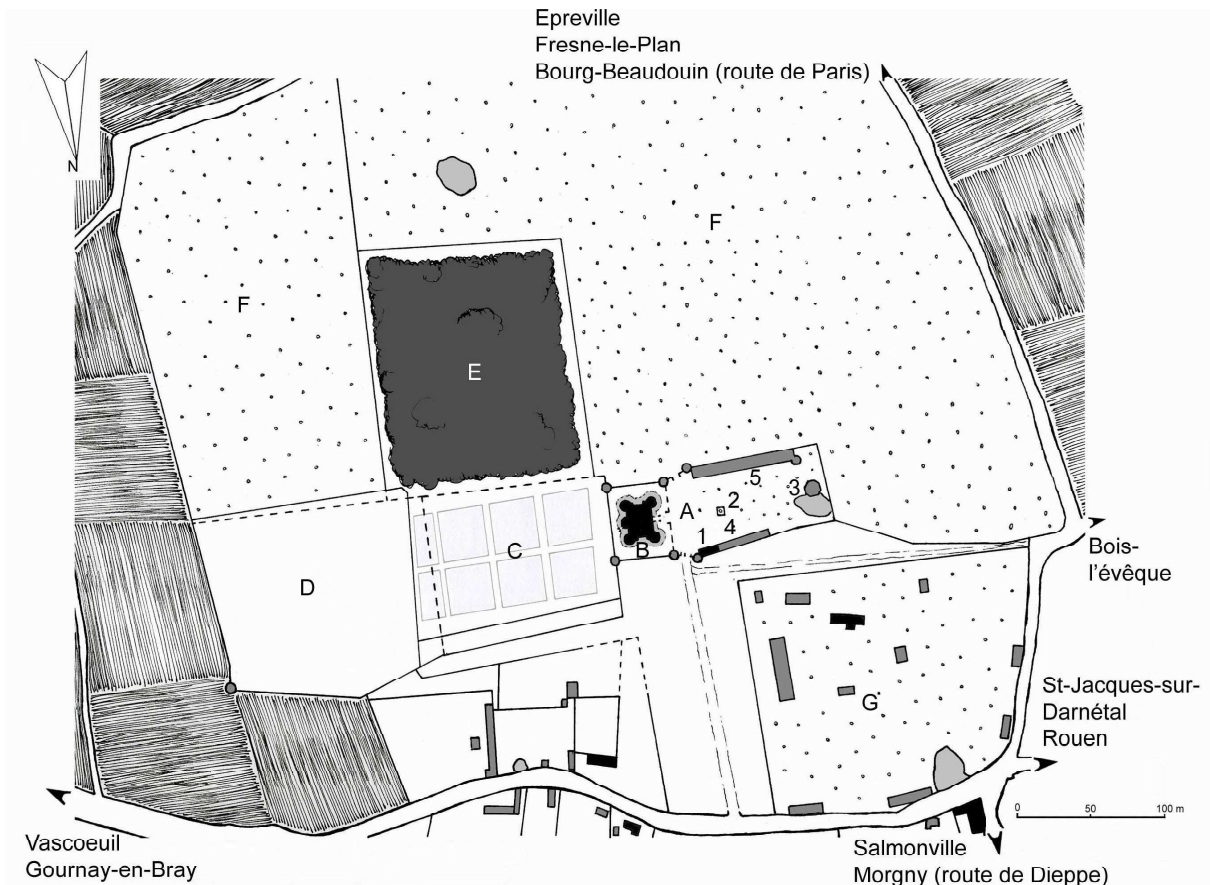 Epreville
Fresne-le-Plan
Bourg-Beaudouin (route de Paris)
N
F
F
E
5
3
2
A
4
1
B
C
D
Bois-
l'évêque
G
St-Jacques-sur-
Darnétal
Rouen
0 50 100 m
Vascoeuil
Gournay-en-Bray
Salmonville
Morgny (route de Dieppe)